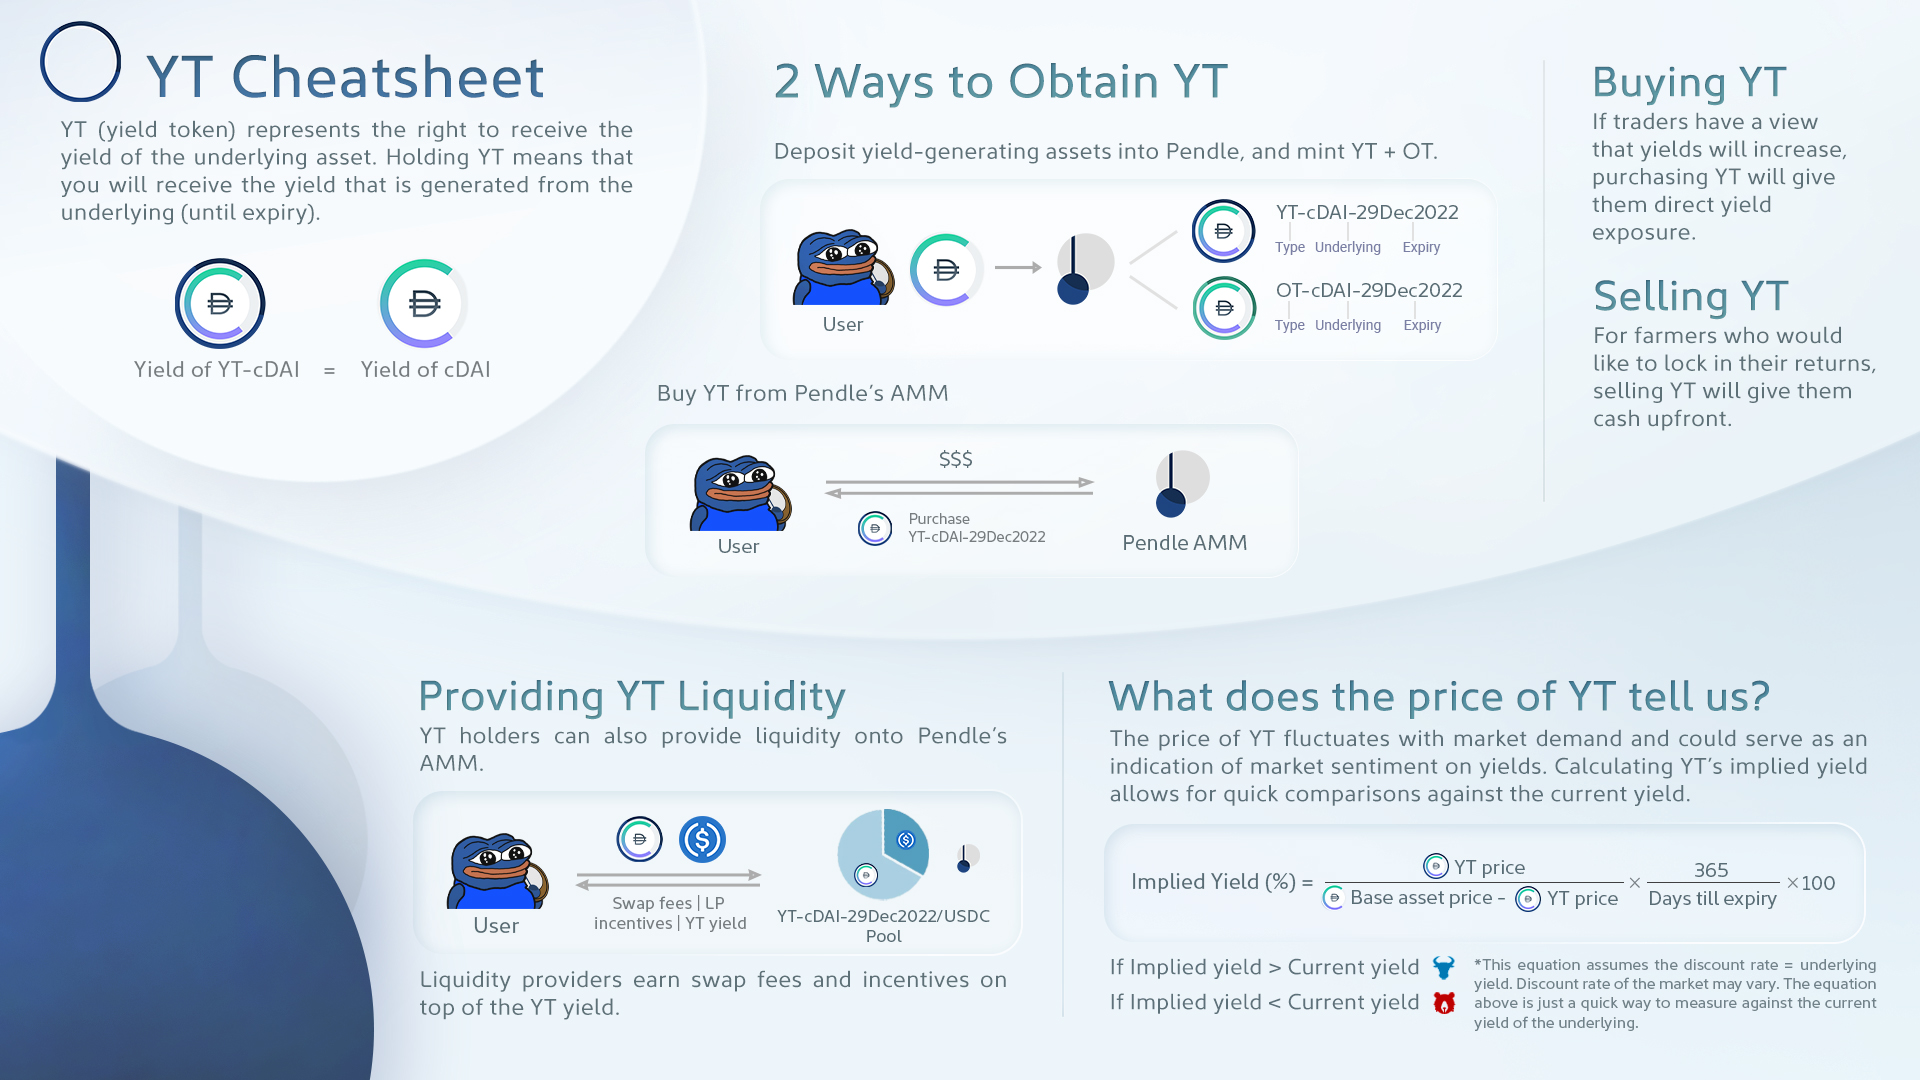 YT Cheatsheet
YT (yield token) represents the right to receive the
yield of the underlying asset. Holding YT means that
you will receive the yield that is generated from the
underlying (until expiry).
Yield of YT-cDAI = Yield of cDAI
2 Ways to Obtain YT
Deposit yield-generating assets into Pendle, and mint YT + OT.
User
YT-cDAI-29Dec2022
Type Underlying Expiry
OT-cDAI-29Dec2022
Type Underlying Expiry
Buy YT from Pendle's AMM
User
$$$
Purchase
YT-cDAI-29Dec2022
Pendle AMM
Buying YT
If traders have a view
that yields will increase,
purchasing YT will give
them direct yield
exposure.
Selling YT
For farmers who would
like to lock in their returns,
selling YT will give them
cash upfront.
Providing YT Liquidity
YT holders can also provide liquidity onto Pendle's
AMM.
User
Swap fees | LP
incentives | YT yield
YT-cDAI-29Dec2022/USDC
Pool
Liquidity providers earn swap fees and incentives on
top of the YT yield.
What does the price of YT tell us?
The price of YT fluctuates with market demand and could serve as an
indication of market sentiment on yields. Calculating YT's implied yield
allows for quick comparisons against the current yield.
YT price 365
Implied Yield (%) = × ×100
Base asset price - YT price Days till expiry
If Implied yield > Current yield
If Implied yield < Current yield
*This equation assumes the discount rate = underlying
yield. Discount rate of the market may vary. The equation
above is just a quick way to measure against the current
yield of the underlying.